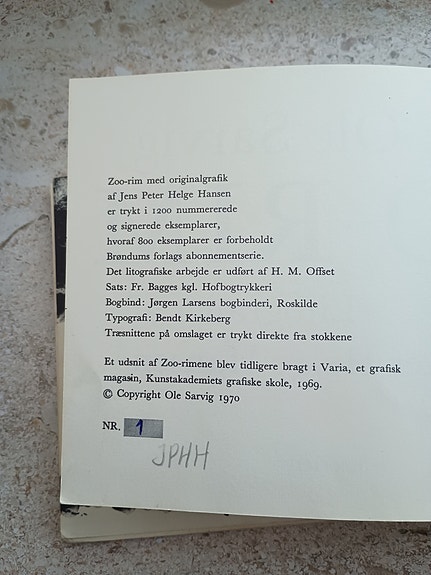 Zoo-rim med originalgrafik
af Jens Peter Helge Hansen
er trykt i 1200 nummererede
og signerede eksemplarer,
hvoraf 800 eksemplarer er forbeholdt
Brøndums forlags abonnementserie.
Det litografiske arbejde er udført af H. M. Offset
Sats: Fr. Bagges kgl. Hofbogtrykkeri
Bogbind: Jørgen Larsens bogbinderi, Roskilde
Typografi: Bendt Kirkeberg
Træsnittene på omslaget er trykt direkte fra stokkene
Et udsnit af Zoo-rimene blev tidligere bragt i Varia, et grafisk
magasin, Kunstakademiets grafiske skole, 1969.
© Copyright Ole Sarvig 1970
NR. 1
JPHH